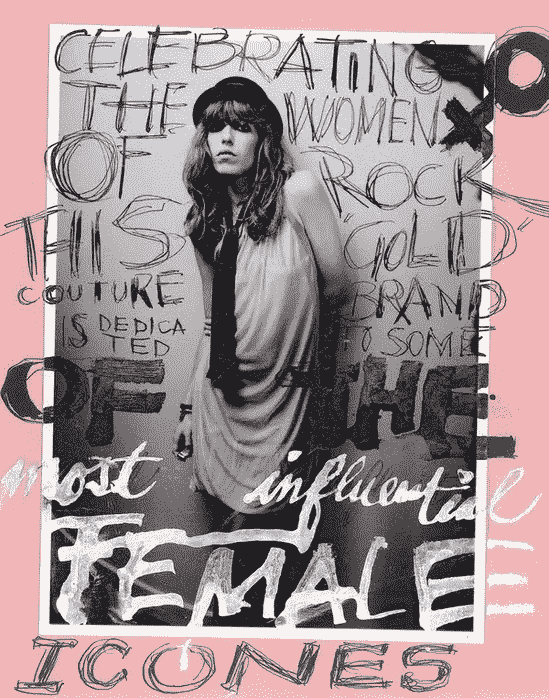 CELEBRATING
THE WOMEN XO
OF ROCK
THIS "GOLD"
COUTURE BRAND
IS DEDICATED TO SOME
OF THE
most influential
FEMALE
ICONES